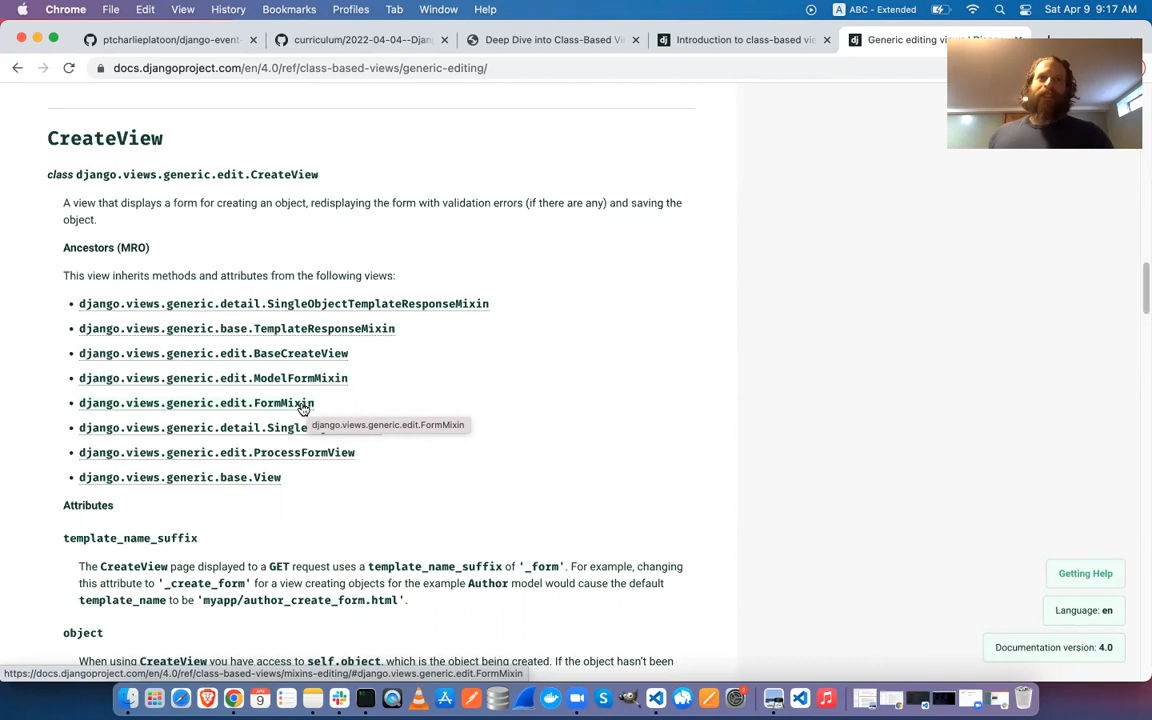 Chrome File Edit View History Bookmarks Profiles Tab Window Help
A ABC - Extended Sat Apr 9 9:17 AM
ptcharlieplatoon/django-event- curriculum/2022-04-04--Djan Deep Dive into Class-Based Vi Introduction to class-based vie Generic editing
docs.djangoproject.com/en/4.0/ref/class-based-views/generic-editing/
CreateView
class django.views.generic.edit.CreateView
A view that displays a form for creating an object, redisplaying the form with validation errors (if there are any) and saving the
object.
Ancestors (MRO)
This view inherits methods and attributes from the following views:
• django.views.generic.detail.SingleObjectTemplateResponseMixin
• django.views.generic.base.TemplateResponseMixin
• django.views.generic.edit.BaseCreateView
• django.views.generic.edit.ModelFormMixin
• django.views.generic.edit.FormMixin
django.views.generic.edit.FormMixin
• django.views.generic.detail.Single
• django.views.generic.edit.ProcessFormView
• django.views.generic.base.View
Attributes
template_name_suffix
The CreateView page displayed to a GET request uses a template_name_suffix of '_form'. For example, changing
this attribute to '_create_form' for a view creating objects for the example Author model would cause the default
template_name to be 'myapp/author_create_form.html'.
object
When using CreateView you have access to self.object, which is the object being created. If the object hasn't been
Getting Help
Language: en
Documentation version: 4.0
https://docs.djangoproject.com/en/4.0/ref/class-based-views/mixins-editing/#django.views.generic.edit.FormMixin